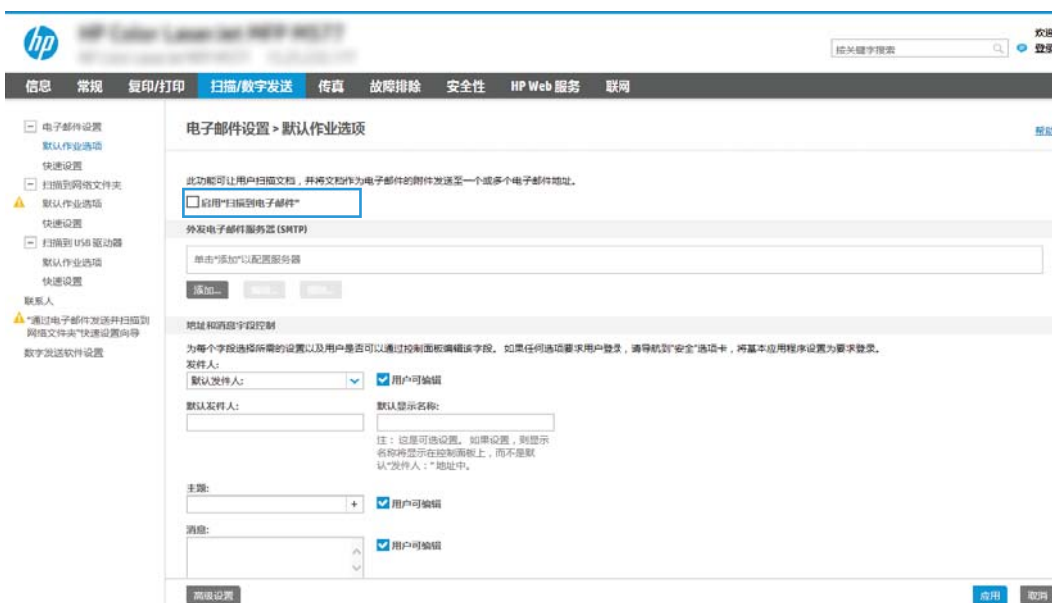 hp
HP Color LaserJet MFP M577
按关键字搜索
欢迎
登录
信息 常规 复印/打印 扫描/数字发送 传真 故障排除 安全性 HP Web 服务 联网
电子邮件设置
默认作业选项
快速设置
扫描到网络文件夹
默认作业选项
快速设置
扫描到 USB 驱动器
默认作业选项
快速设置
联系人
"通过电子邮件发送并扫描到
网络文件夹"快速设置向导
数字发送软件设置
电子邮件设置 > 默认作业选项
帮助
此功能可让用户扫描文档，并将文档作为电子邮件的附件发送至一个或多个电子邮件地址。
启用"扫描到电子邮件"
外发电子邮件服务器 (SMTP)
单击"添加"以配置服务器
添加...
地址和消息字段控制
为每个字段选择所需的设置以及用户是否可以通过控制面板编辑该字段。 如果任何选项要求用户登录，请导航到"安全"选项卡，将基本应用程序设置为要求登录。
发件人:
默认发件人: 用户可编辑
默认发件人: 默认显示名称:
注： 这是可选设置。 如果设置，则显示
名称将显示在控制面板上，而不是默
认"发件人："地址中。
主题:
+ 用户可编辑
消息:
用户可编辑
高级设置 应用 取消